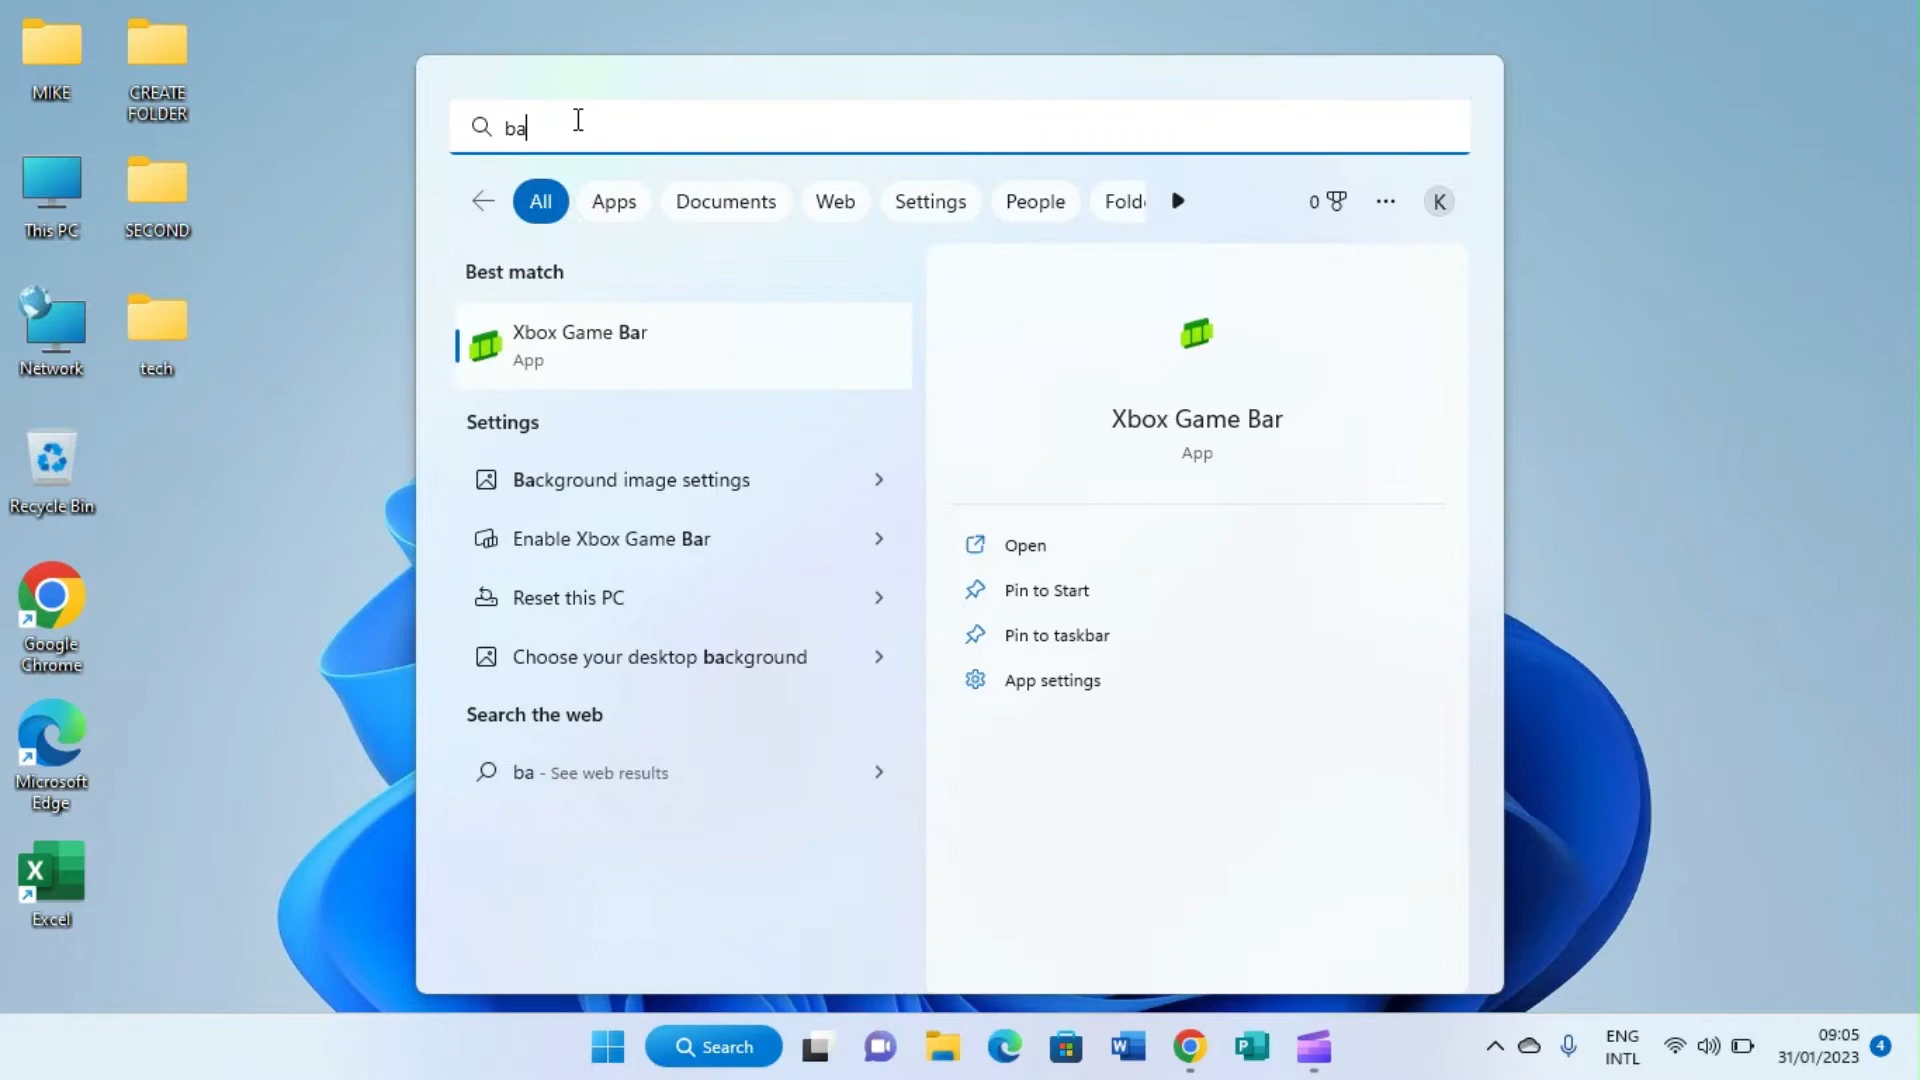 MIKE
CREATE
FOLDER
This PC
SECOND
Network
tech
Recycle Bin
Google
Chrome
Microsoft
Edge
X
Excel
ba
All
Apps
Documents
Web
Settings
People
Fold
0
K
Best match
Xbox Game Bar
App
Settings
Background image settings
Enable Xbox Game Bar
Reset this PC
Choose your desktop background
Search the web
ba - See web results
Xbox Game Bar
App
Open
Pin to Start
Pin to taskbar
App settings
Search
W
P
ENG
INTL
09:05
31/01/2023
4